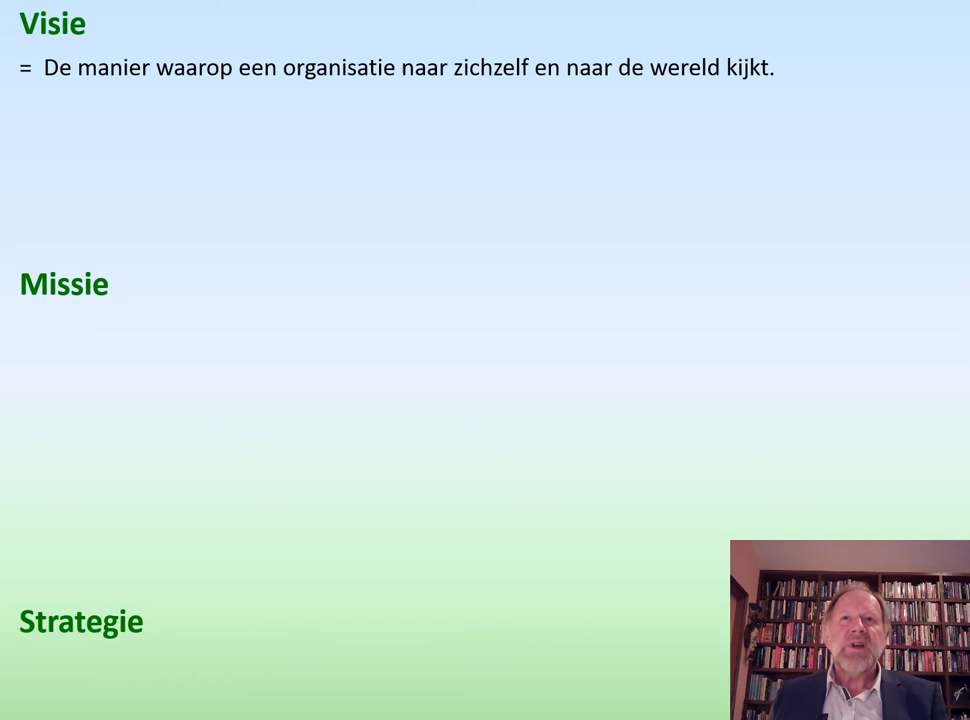 Visie
= De manier waarop een organisatie naar zichzelf en naar de wereld kijkt.
Missie
Strategie